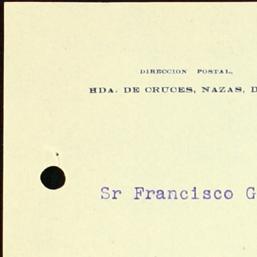 DIRECCION POSTAL,
HDA. DE CRUCES, NAZAS, D
Sr Francisco G